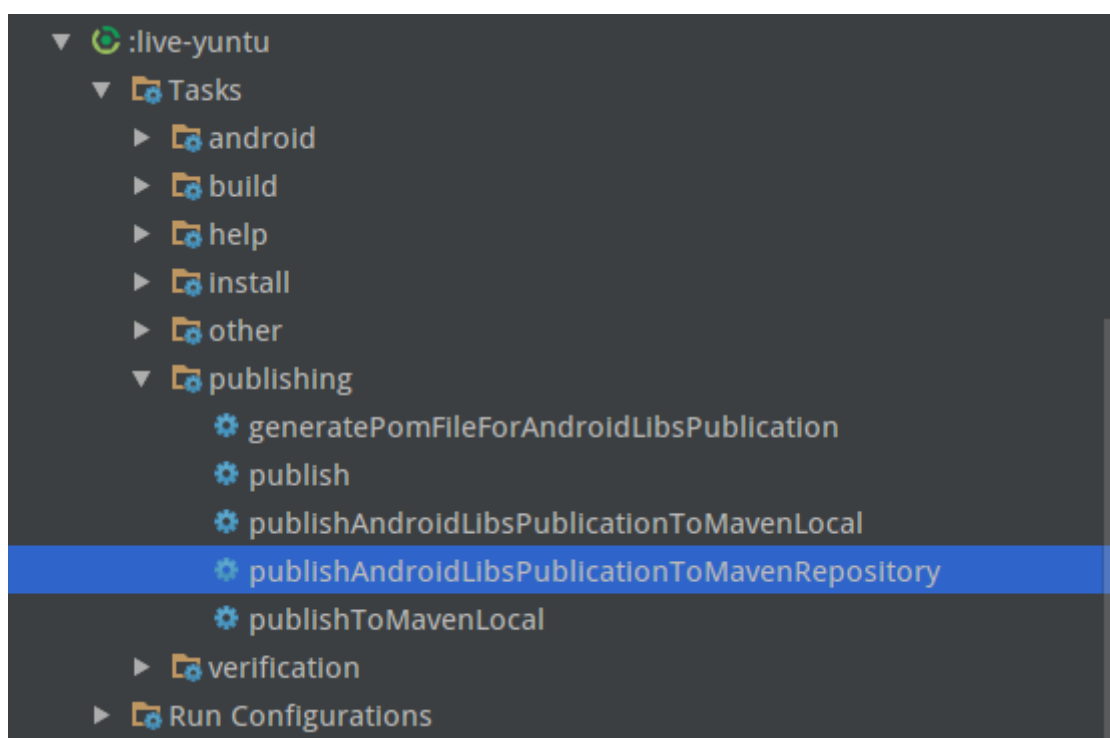 :live-yuntu
Tasks
android
build
help
install
other
publishing
generatePomFileForAndroidLibsPublication
publish
publishAndroidLibsPublicationToMavenLocal
publishAndroidLibsPublicationToMavenRepository
publishToMavenLocal
verification
Run Configurations